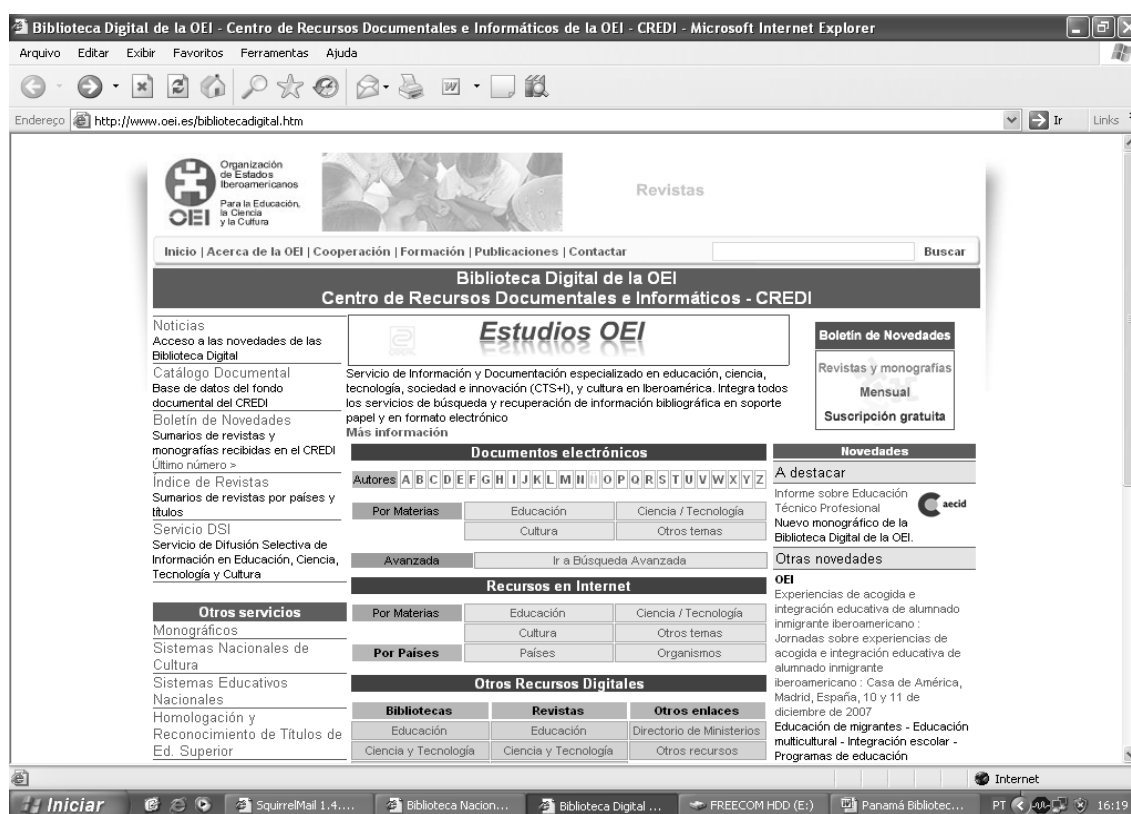 Biblioteca Digital de la OEI - Centro de Recursos Documentales e Informáticos de la OEI - CREDI - Microsoft Internet Explorer
Arquivo Editar Exibir Favoritos Ferramentas Ajuda
Endereço http://www.oei.es/bibliotecadigital.htm Ir Links
Organización
de Estados
Iberoamericanos
Para la Educación,
la Ciencia
y la Cultura
OEI
Revistas
Inicio | Acerca de la OEI | Cooperación | Formación | Publicaciones | Contactar
Buscar
Biblioteca Digital de la OEI
Centro de Recursos Documentales e Informáticos - CREDI
Noticias
Acceso a las novedades de las
Biblioteca Digital
Catálogo Documental
Base de datos del fondo
documental del CREDI
Boletín de Novedades
Sumarios de revistas y
monografías recibidas en el CREDI
Último número >
Índice de Revistas
Sumarios de revistas por países y
títulos
Servicio DSI
Servicio de Difusión Selectiva de
Información en Educación, Ciencia,
Tecnología y Cultura
Otros servicios
Monográficos
Sistemas Nacionales de
Cultura
Sistemas Educativos
Nacionales
Homologación y
Reconocimiento de Títulos de
Ed. Superior
Estudios OEI
Servicio de Información y Documentación especializado en educación, ciencia,
tecnología, sociedad e innovación (CTS+I), y cultura en Iberoamérica. Integra todos
los servicios de búsqueda y recuperación de información bibliográfica en soporte
papel y en formato electrónico
Más información
Documentos electrónicos
Autores A B C D E F G H I J K L M N Ñ O P Q R S T U V W X Y Z
Por Materias Educación Ciencia / Tecnología
Cultura Otros temas
Avanzada Ir a Búsqueda Avanzada
Recursos en Internet
Por Materias Educación Ciencia / Tecnología
Cultura Otros temas
Por Países Países Organismos
Otros Recursos Digitales
Bibliotecas Revistas Otros enlaces
Educación Educación Directorio de Ministerios
Ciencia y Tecnología Ciencia y Tecnología Otros recursos
Boletín de Novedades
Revistas y monografías
Mensual
Suscripción gratuita
Novedades
A destacar
Informe sobre Educación
Técnico Profesional
Nuevo monográfico de la
Biblioteca Digital de la OEI.
aecid
Otras novedades
OEI
Experiencias de acogida e
integración educativa de alumnado
inmigrante iberoamericano :
Jornadas sobre experiencias de
acogida e integración educativa de
alumnado inmigrante
iberoamericano : Casa de América,
Madrid, España, 10 y 11 de
diciembre de 2007
Educación de migrantes - Educación
multicultural - Integración escolar -
Programas de educación
Internet
Iniciar SquirrelMail 1.4.... Biblioteca Nacion... Biblioteca Digital ... FREECOM HDD (E:) Panamá Bibliotec... PT 16:19